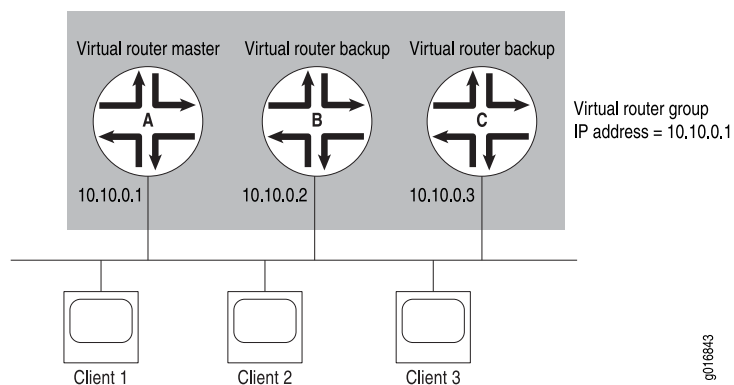 Virtual router master
Virtual router backup
Virtual router backup
A
B
C
Virtual router group
IP address = 10.10.0.1
10.10.0.1
10.10.0.2
10.10.0.3
Client 1
Client 2
Client 3
g016843